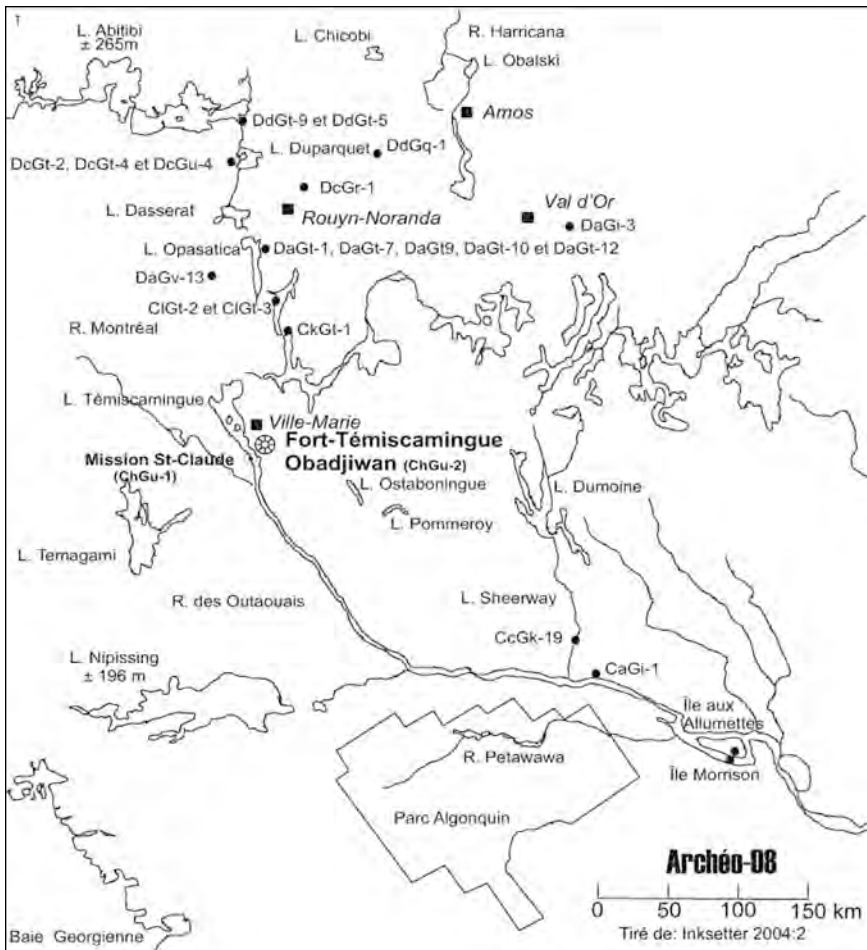 L. Abitibi
± 265m
L. Chicobi
R. Harricana
L. Obalski
Amos
DdGt-9 et DdGt-5
L. Duparquet
DdGq-1
DcGt-2, DcGt-4 et DcGu-4
DcGr-1
L. Dasserat
Rouyn-Noranda
Val d'Or
DaGi-3
L. Opasatica
DaGt-1, DaGt-7, DaGt9, DaGt-10 et DaGt-12
DaGv-13
ClGt-2 et ClGt-3
R. Montréal
CkGt-1
L. Témiscamingue
Ville-Marie
Fort-Témiscamingue
Obadjiwan (ChGu-2)
Mission St-Claude
(ChGu-1)
L. Ostaboningue
L. Dumoine
L. Pommeroy
L. Temagami
R. des Outaouais
L. Sheerway
CcGk-19
L. Nipissing
± 196 m
CaGi-1
Île aux
Allumettes
R. Petawawa
Île Morrison
Parc Algonquin
Archéo-08
0 50 100 150 km
Tiré de: Inksetter 2004:2
Baie Georgienne